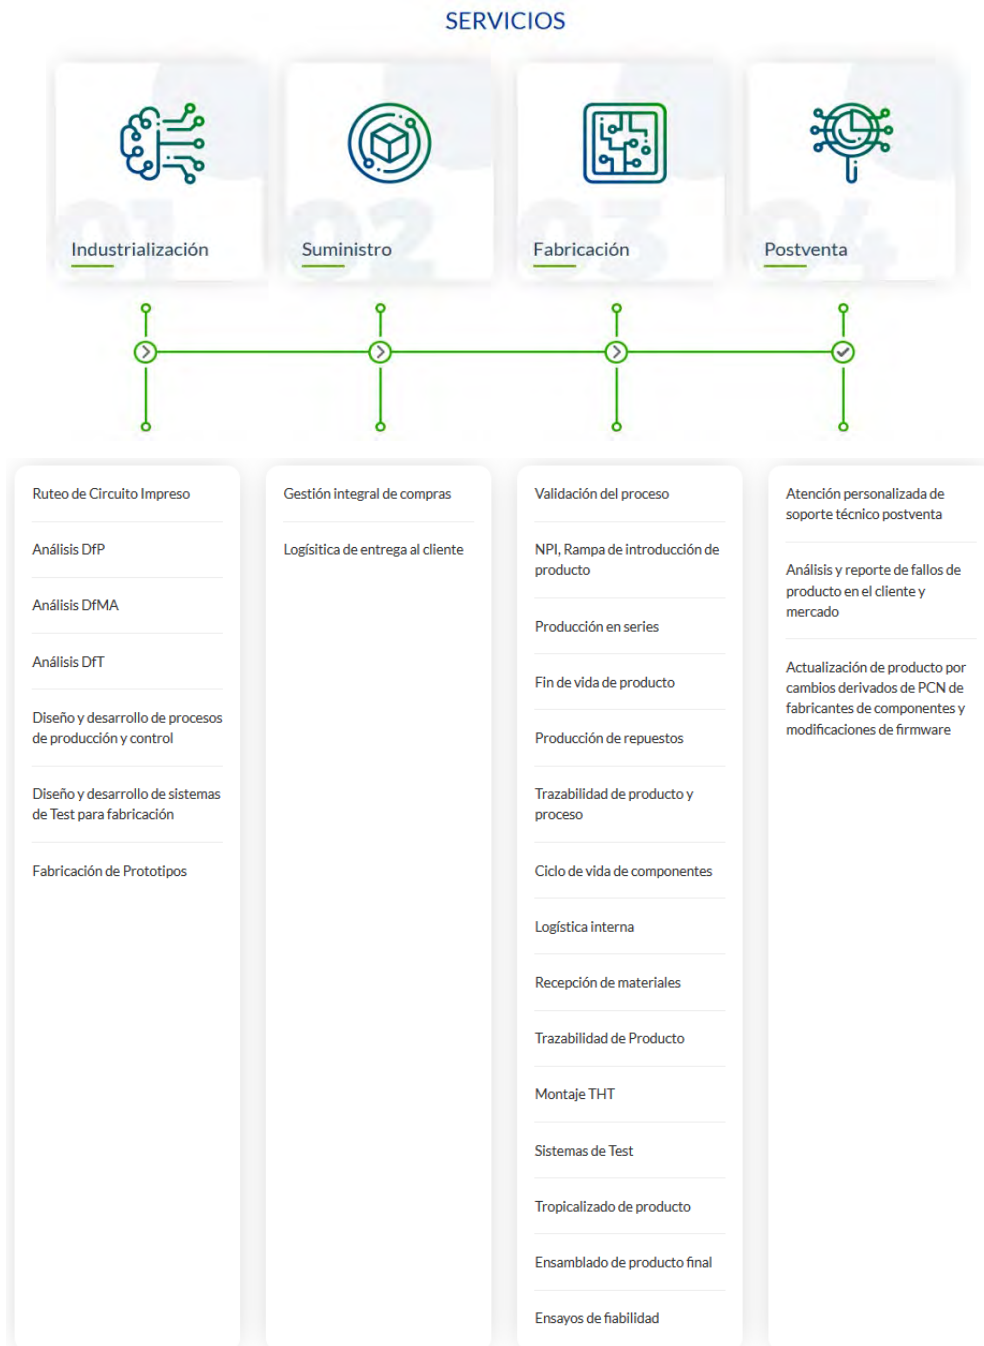 SERVICIOS
01
Industrialización
02
Suministro
03
Fabricación
04
Postventa
Ruteo de Circuito Impreso
Análisis DfP
Análisis DfMA
Análisis DfT
Diseño y desarrollo de procesos
de producción y control
Diseño y desarrollo de sistemas
de Test para fabricación
Fabricación de Prototipos
Gestión integral de compras
Logísitica de entrega al cliente
Validación del proceso
NPI, Rampa de introducción de
producto
Producción en series
Fin de vida de producto
Producción de repuestos
Trazabilidad de producto y
proceso
Ciclo de vida de componentes
Logística interna
Recepción de materiales
Trazabilidad de Producto
Montaje THT
Sistemas de Test
Tropicalizado de producto
Ensamblado de producto final
Ensayos de fiabilidad
Atención personalizada de
soporte técnico postventa
Análisis y reporte de fallos de
producto en el cliente y
mercado
Actualización de producto por
cambios derivados de PCN de
fabricantes de componentes y
modificaciones de firmware